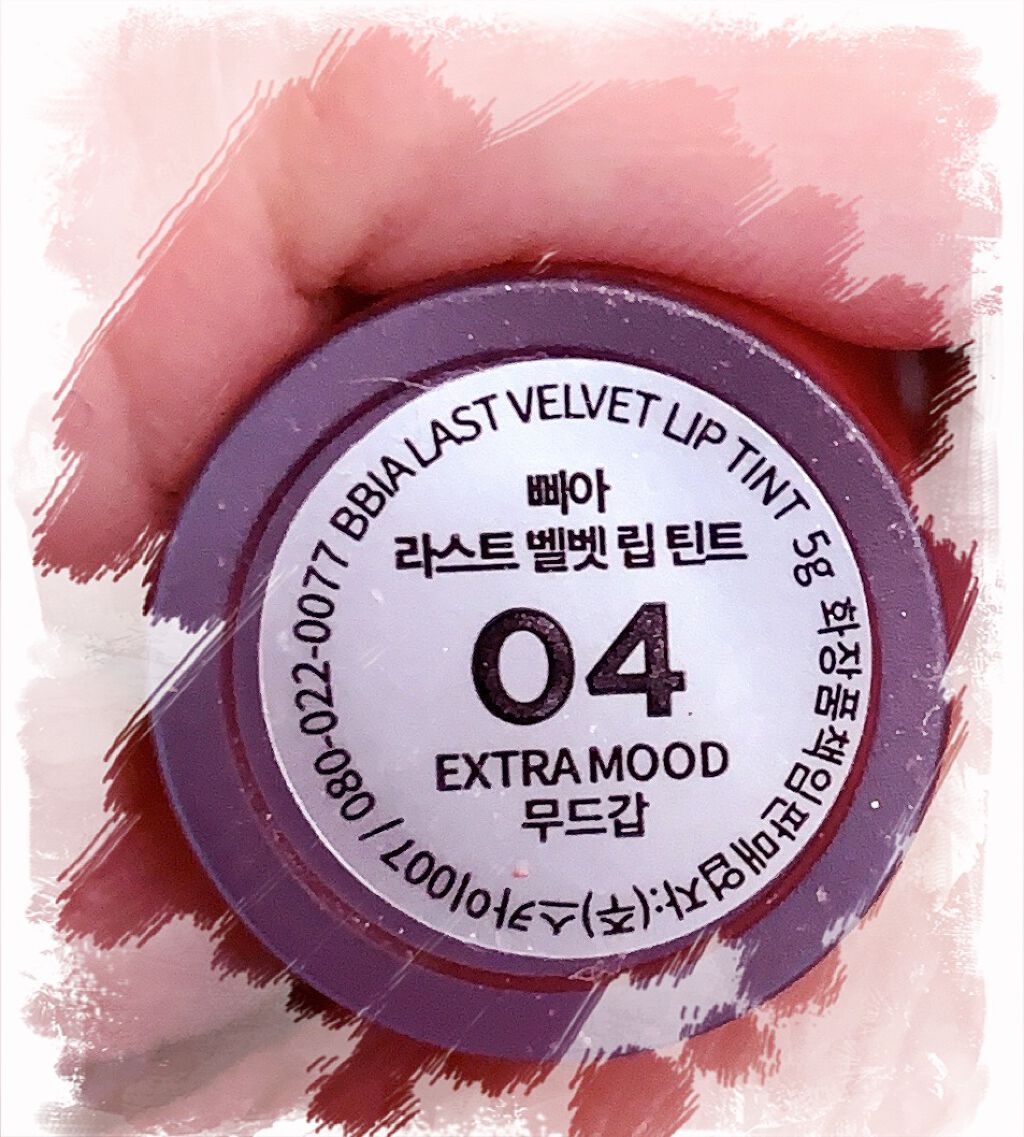 BBIA LAST VELVET LIP TINT 5g 화장품책임판매업자:(주)스카이007 / 080-022-0077
삐아
라스트 벨벳 립 틴트
04
EXTRA MOOD
무드갑